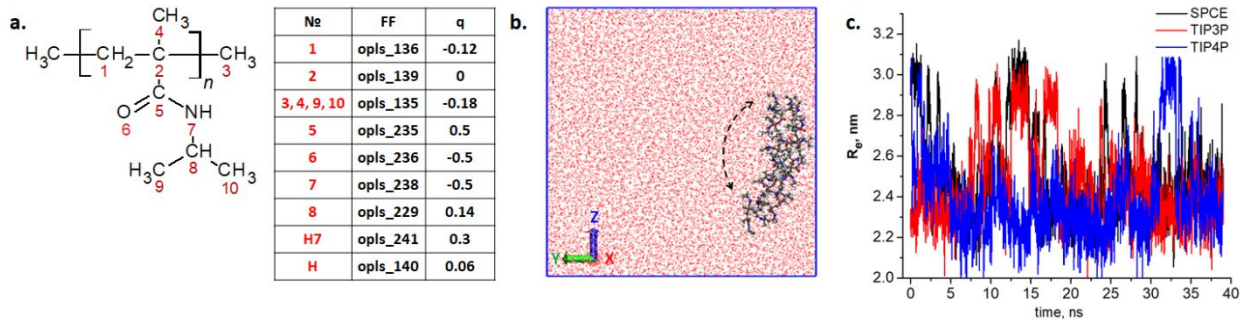 a.
CH₃
4
H₃C
CH₂
CH₃
1
2
n
3
C
5
O
6
NH
7
CH
8
H₃C
CH₃
9
10
№ FF q
1 opls_136 -0.12
2 opls_139 0
3, 4, 9, 10 opls_135 -0.18
5 opls_235 0.5
6 opls_236 -0.5
7 opls_238 -0.5
8 opls_229 0.14
H7 opls_241 0.3
H opls_140 0.06
b.
Z
Y
X
c.
SPCE
TIP3P
TIP4P
Rₑ, nm
3.2
3.0
2.8
2.6
2.4
2.2
2.0
0 5 10 15 20 25 30 35 40
time, ns